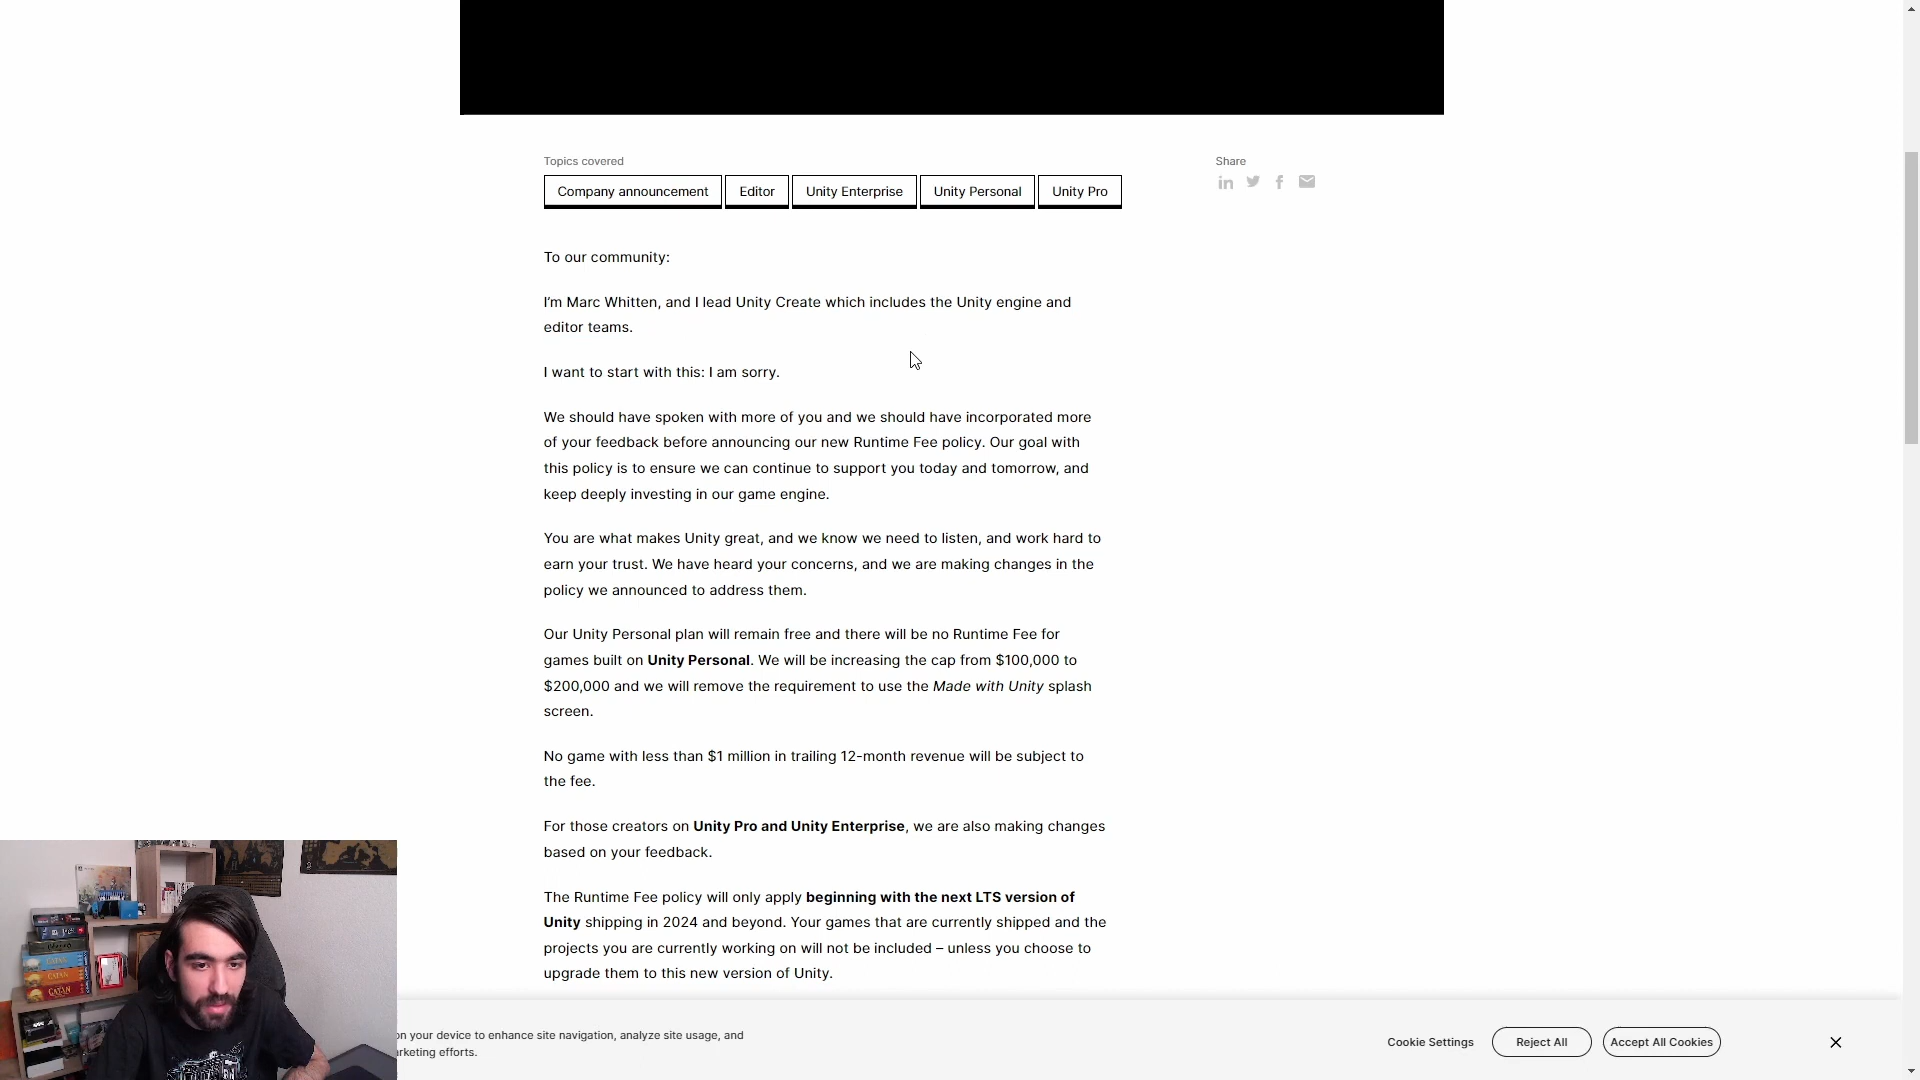 Topics covered
Share
Company announcement
Editor
Unity Enterprise
Unity Personal
Unity Pro
To our community:
I'm Marc Whitten, and I lead Unity Create which includes the Unity engine and
editor teams.
I want to start with this: I am sorry.
We should have spoken with more of you and we should have incorporated more
of your feedback before announcing our new Runtime Fee policy. Our goal with
this policy is to ensure we can continue to support you today and tomorrow, and
keep deeply investing in our game engine.
You are what makes Unity great, and we know we need to listen, and work hard to
earn your trust. We have heard your concerns, and we are making changes in the
policy we announced to address them.
Our Unity Personal plan will remain free and there will be no Runtime Fee for
games built on Unity Personal. We will be increasing the cap from $100,000 to
$200,000 and we will remove the requirement to use the Made with Unity splash
screen.
No game with less than $1 million in trailing 12-month revenue will be subject to
the fee.
For those creators on Unity Pro and Unity Enterprise, we are also making changes
based on your feedback.
The Runtime Fee policy will only apply beginning with the next LTS version of
Unity shipping in 2024 and beyond. Your games that are currently shipped and the
projects you are currently working on will not be included – unless you choose to
upgrade them to this new version of Unity.
on your device to enhance site navigation, analyze site usage, and
arketing efforts.
Cookie Settings
Reject All
Accept All Cookies
CATAN
CATAN
CATAN